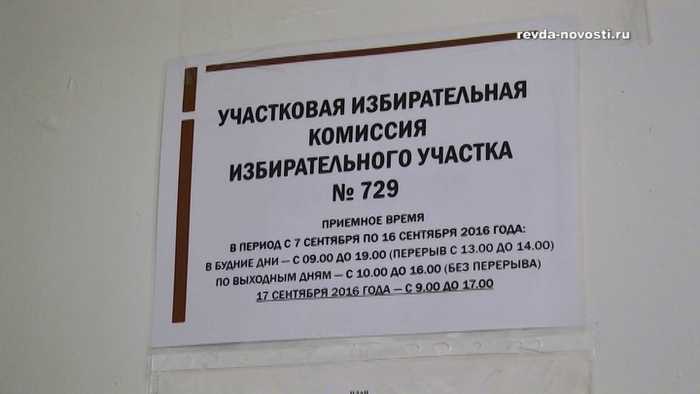 revda-novosti.ru
УЧАСТКОВАЯ ИЗБИРАТЕЛЬНАЯ
КОМИССИЯ
ИЗБИРАТЕЛЬНОГО УЧАСТКА
№ 729
ПРИЕМНОЕ ВРЕМЯ
В ПЕРИОД С 7 СЕНТЯБРЯ ПО 16 СЕНТЯБРЯ 2016 ГОДА:
В БУДНИЕ ДНИ — С 09.00 ДО 19.00 (ПЕРЕРЫВ С 13.00 ДО 14.00)
ПО ВЫХОДНЫМ ДНЯМ — С 10.00 ДО 16.00 (БЕЗ ПЕРЕРЫВА)
17 СЕНТЯБРЯ 2016 ГОДА — С 9.00 ДО 17.00